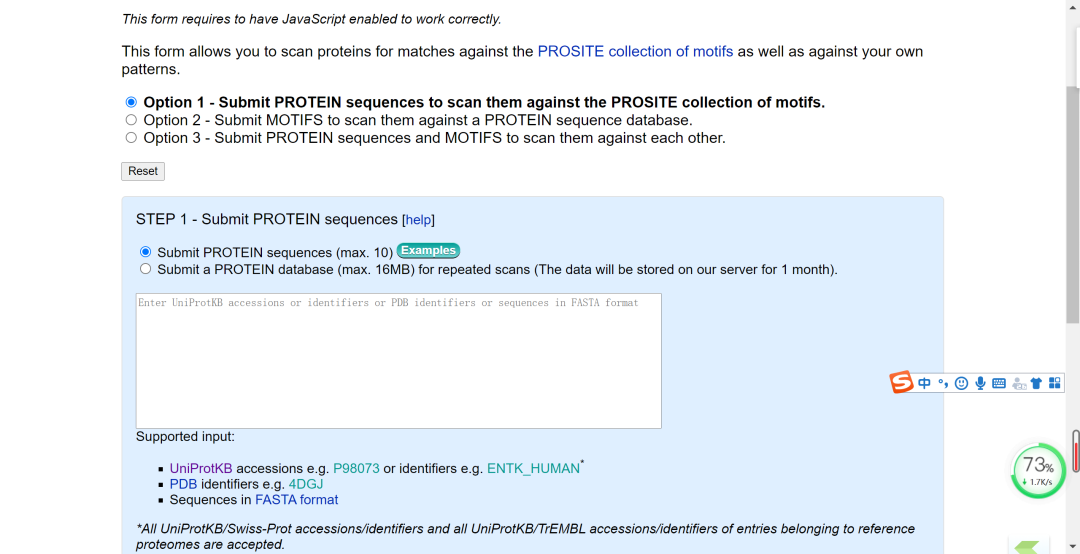 This form requires to have JavaScript enabled to work correctly.
This form allows you to scan proteins for matches against the PROSITE collection of motifs as well as against your own
patterns.
Option 1 - Submit PROTEIN sequences to scan them against the PROSITE collection of motifs.
Option 2 - Submit MOTIFS to scan them against a PROTEIN sequence database.
Option 3 - Submit PROTEIN sequences and MOTIFS to scan them against each other.
Reset
STEP 1 - Submit PROTEIN sequences [help]
Submit PROTEIN sequences (max. 10) Examples
Submit a PROTEIN database (max. 16MB) for repeated scans (The data will be stored on our server for 1 month).
Enter UniProtKB accessions or identifiers or PDB identifiers or sequences in FASTA format
S 中 °,
Supported input:
UniProtKB accessions e.g. P98073 or identifiers e.g. ENTK_HUMAN*
PDB identifiers e.g. 4DGJ
Sequences in FASTA format
73%
1.7K/s
*All UniProtKB/Swiss-Prot accessions/identifiers and all UniProtKB/TrEMBL accessions/identifiers of entries belonging to reference
proteomes are accepted.